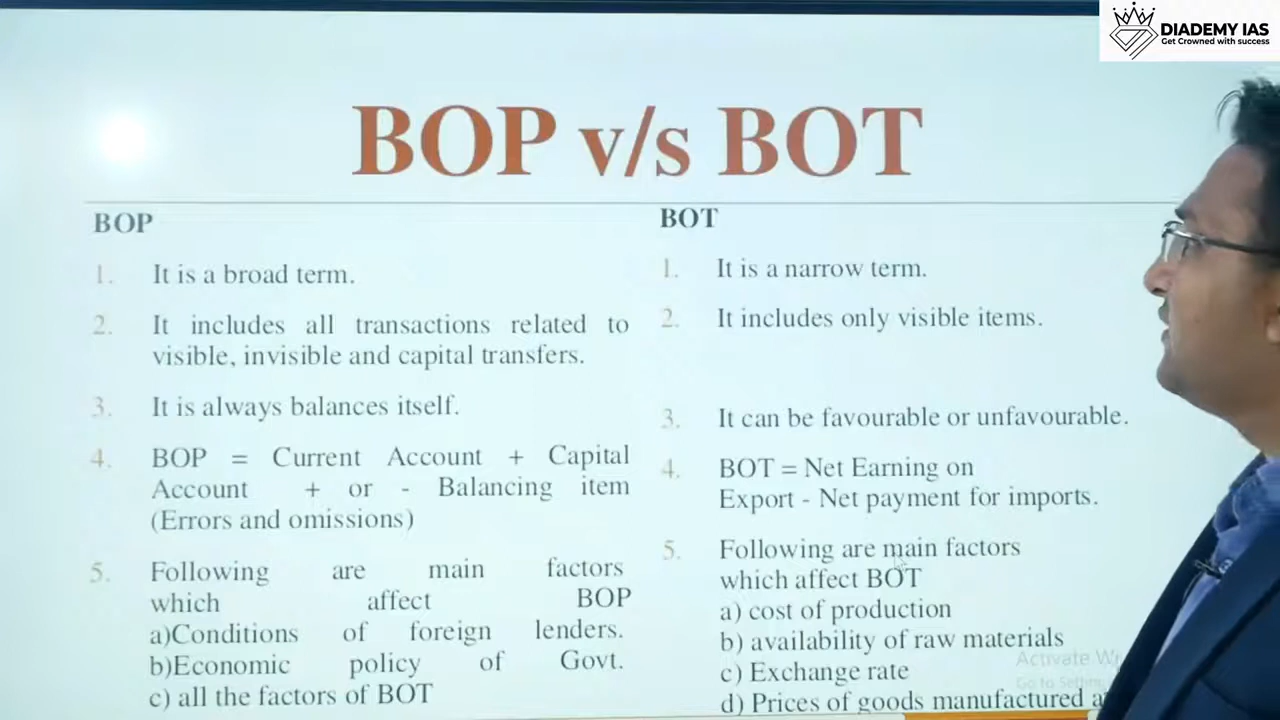 DIADEMY IAS
Get Crowned with success
BOP v/s BOT
BOP
1. It is a broad term.
2. It includes all transactions related to
visible, invisible and capital transfers.
3. It is always balances itself.
4. BOP = Current Account + Capital
Account + or - Balancing item
(Errors and omissions)
5. Following are main factors
which affect BOP
a)Conditions of foreign lenders.
b)Economic policy of Govt.
c) all the factors of BOT
BOT
1. It is a narrow term.
2. It includes only visible items.
3. It can be favourable or unfavourable.
4. BOT = Net Earning on
Export - Net payment for imports.
5. Following are main factors
which affect BOT
a) cost of production
b) availability of raw materials
c) Exchange rate
d) Prices of goods manufactured
Activate
Go to